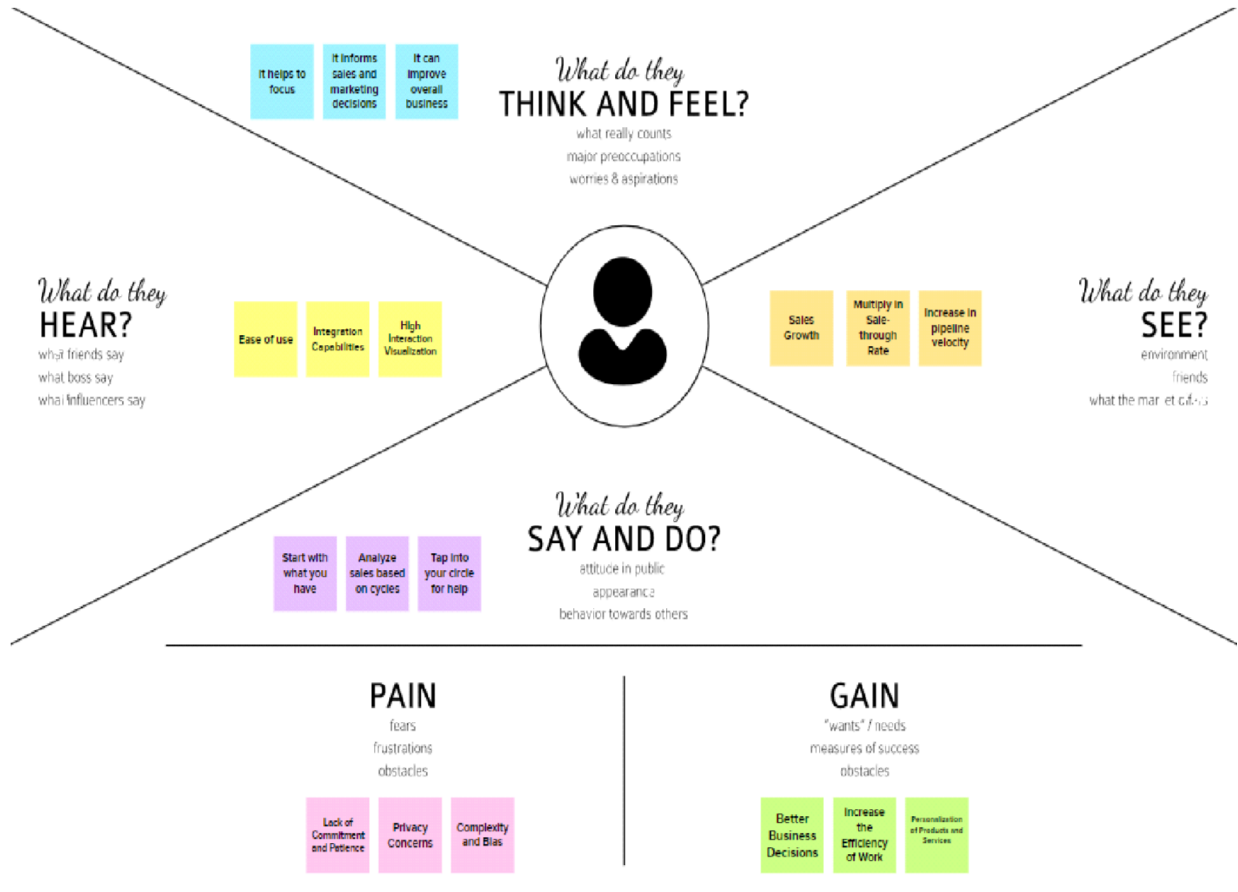 It helps to
focus
It informs
sales and
marketing
decisions
It can
improve
overall
business
What do they
THINK AND FEEL?
what really counts
major preoccupations
worries & aspirations
What do they
HEAR?
what friends say
what boss say
what influencers say
Ease of use
Integration
Capabilities
High
Interaction
Visualization
Sales
Growth
Multiply in
Sale-
through
Rate
Increase in
pipeline
velocity
What do they
SEE?
environment
friends
what the
What do they
SAY AND DO?
attitude in public
appearance
behavior towards others
Start with
what you
have
Analyze
sales based
on cycles
Tap into
your circle
for help
PAIN
fears
frustrations
obstacles
Lack of
Commitment
and Patience
Privacy
Concerns
Complexity
and Bias
GAIN
"wants" / needs
measures of success
obstacles
Better
Business
Decisions
Increase
the
Efficiency
of Work
Personalization
of Products and
Services